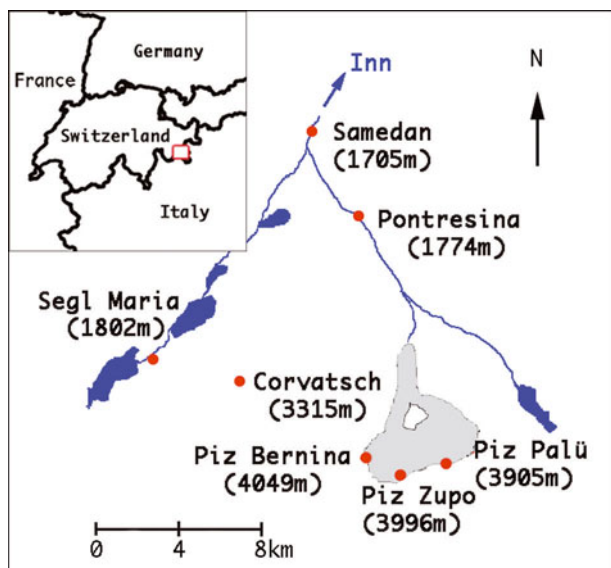 Germany
France
Switzerland
Italy
Inn
N
Samedan
(1705m)
Pontresina
(1774m)
Segl Maria
(1802m)
Corvatsch
(3315m)
Piz Bernina
(4049m)
Piz Palü
(3905m)
Piz Zupo
(3996m)
0 4 8km